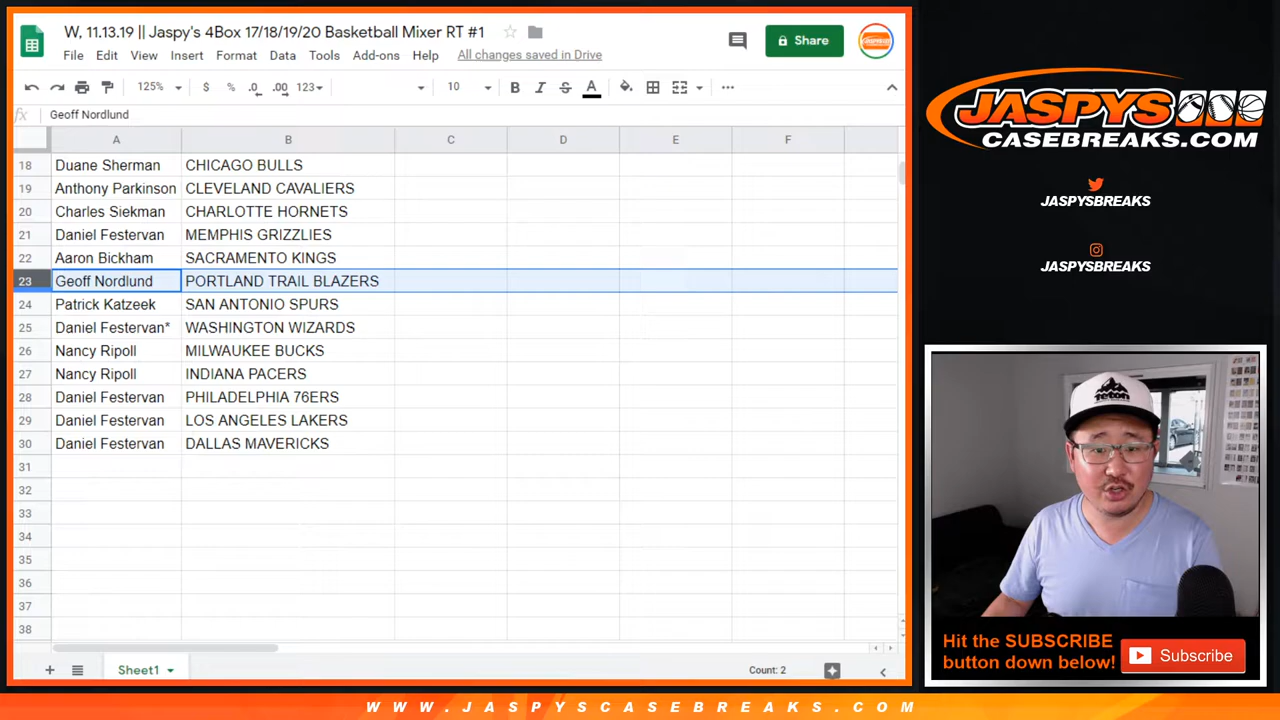 W, 11.13.19 || Jaspy's 4Box 17/18/19/20 Basketball Mixer RT #1
File Edit View Insert Format Data Tools Add-ons Help All changes saved in Drive
Share
125% $ % .0 .00 123 10 B I S A
fx Geoff Nordlund
A B C D E F
18 Duane Sherman CHICAGO BULLS
19 Anthony Parkinson CLEVELAND CAVALIERS
20 Charles Siekman CHARLOTTE HORNETS
21 Daniel Festervan MEMPHIS GRIZZLIES
22 Aaron Bickham SACRAMENTO KINGS
23 Geoff Nordlund PORTLAND TRAIL BLAZERS
24 Patrick Katzeek SAN ANTONIO SPURS
25 Daniel Festervan* WASHINGTON WIZARDS
26 Nancy Ripoll MILWAUKEE BUCKS
27 Nancy Ripoll INDIANA PACERS
28 Daniel Festervan PHILADELPHIA 76ERS
29 Daniel Festervan LOS ANGELES LAKERS
30 Daniel Festervan DALLAS MAVERICKS
31
32
33
34
35
36
37
38
Sheet1 Count: 2
JASPYS
CASEBREAKS.COM
JASPYSBREAKS
JASPYSBREAKS
Teton
Hit the SUBSCRIBE
button down below!
Subscribe
WWW.JASPYSCASEBREAKS.COM